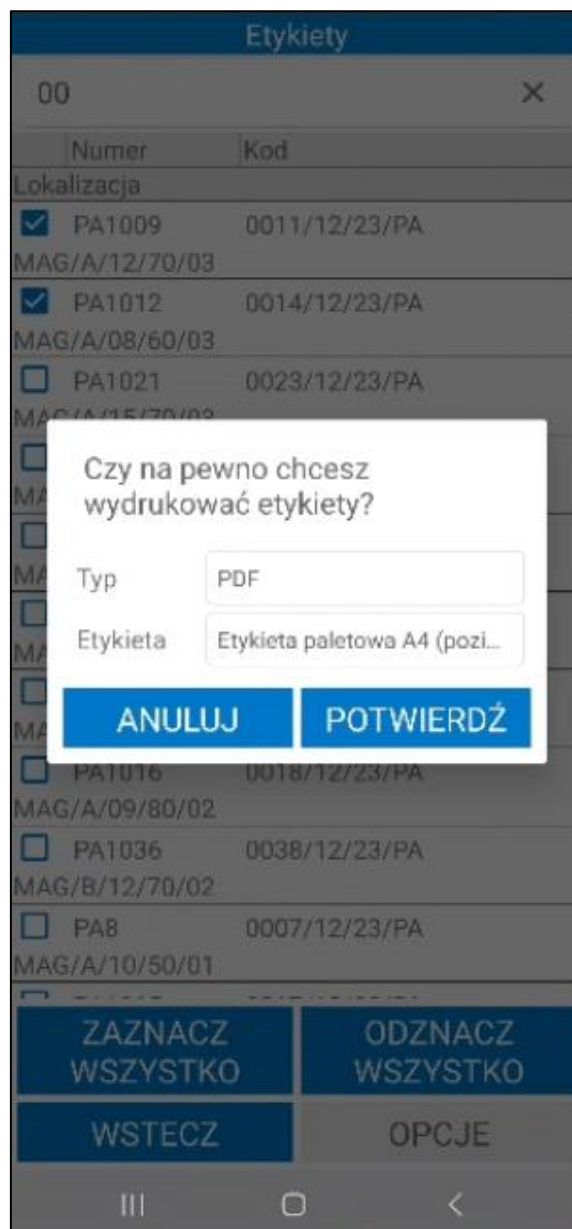 Etykiety
00
Numer Kod
Lokalizacja
PA1009 0011/12/23/PA
MAG/A/12/70/03
PA1012 0014/12/23/PA
MAG/A/08/60/03
PA1021 0023/12/23/PA
MAG/A/15/70/03
Czy na pewno chcesz
wydrukować etykiety?
Typ PDF
Etykieta Etykieta paletowa A4 (pozi...
ANULUJ POTWIERDŹ
PA1016 0018/12/23/PA
MAG/A/09/80/02
PA1036 0038/12/23/PA
MAG/B/12/70/02
PA8 0007/12/23/PA
MAG/A/10/50/01
ZAZNACZ WSZYSTKO ODZNACZ WSZYSTKO
WSTECZ OPCJE